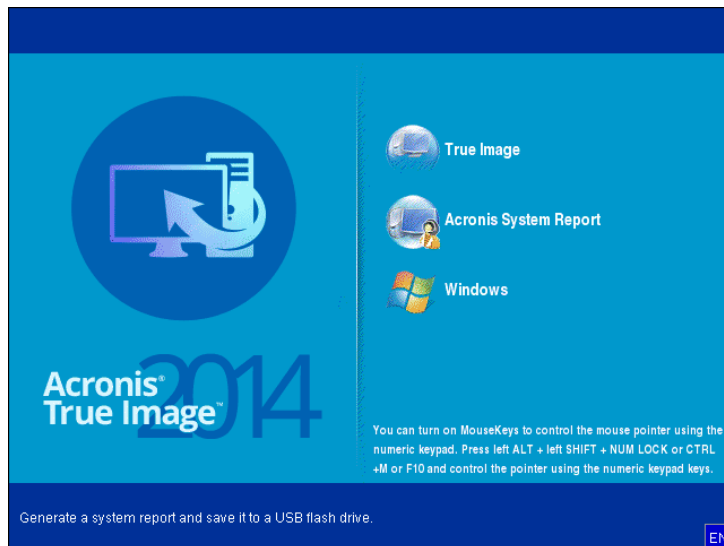 True Image
Acronis System Report
Windows
Acronis®
True Image™ 2014
You can turn on MouseKeys to control the mouse pointer using the
numeric keypad. Press left ALT + left SHIFT + NUM LOCK or CTRL
+M or F10 and control the pointer using the numeric keypad keys.
Generate a system report and save it to a USB flash drive.
EN